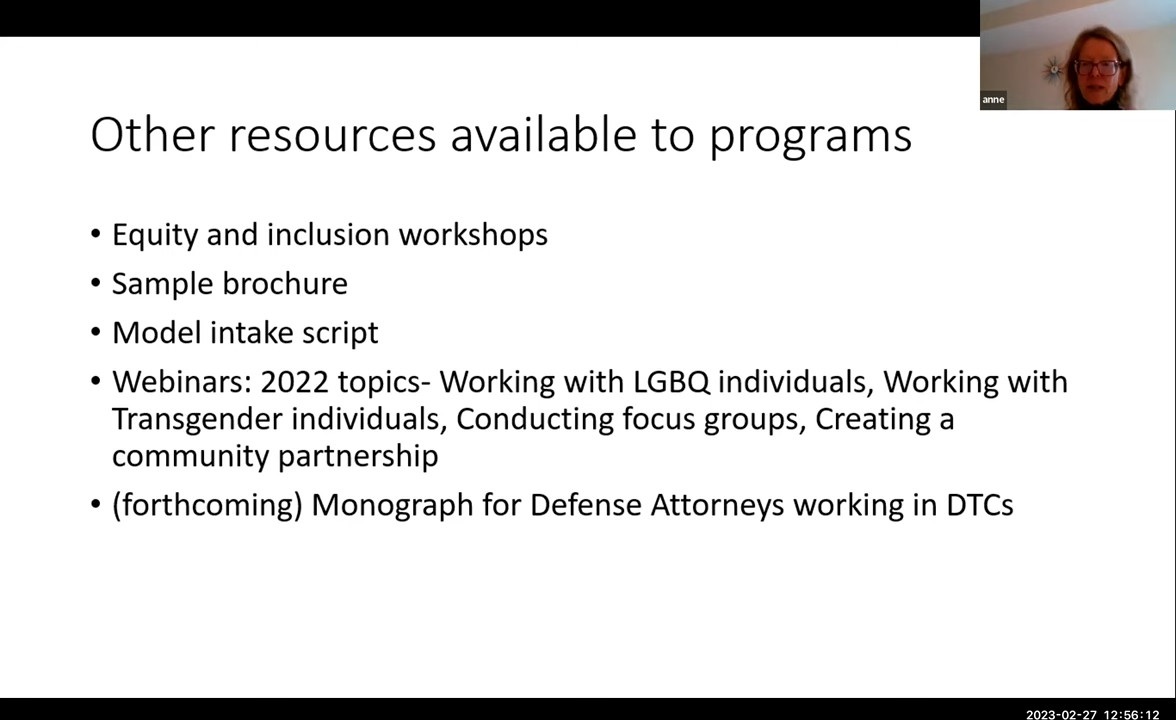 anne
Other resources available to programs
• Equity and inclusion workshops
• Sample brochure
• Model intake script
• Webinars: 2022 topics- Working with LGBQ individuals, Working with
Transgender individuals, Conducting focus groups, Creating a
community partnership
• (forthcoming) Monograph for Defense Attorneys working in DTCs
2023-02-27 12:56:12